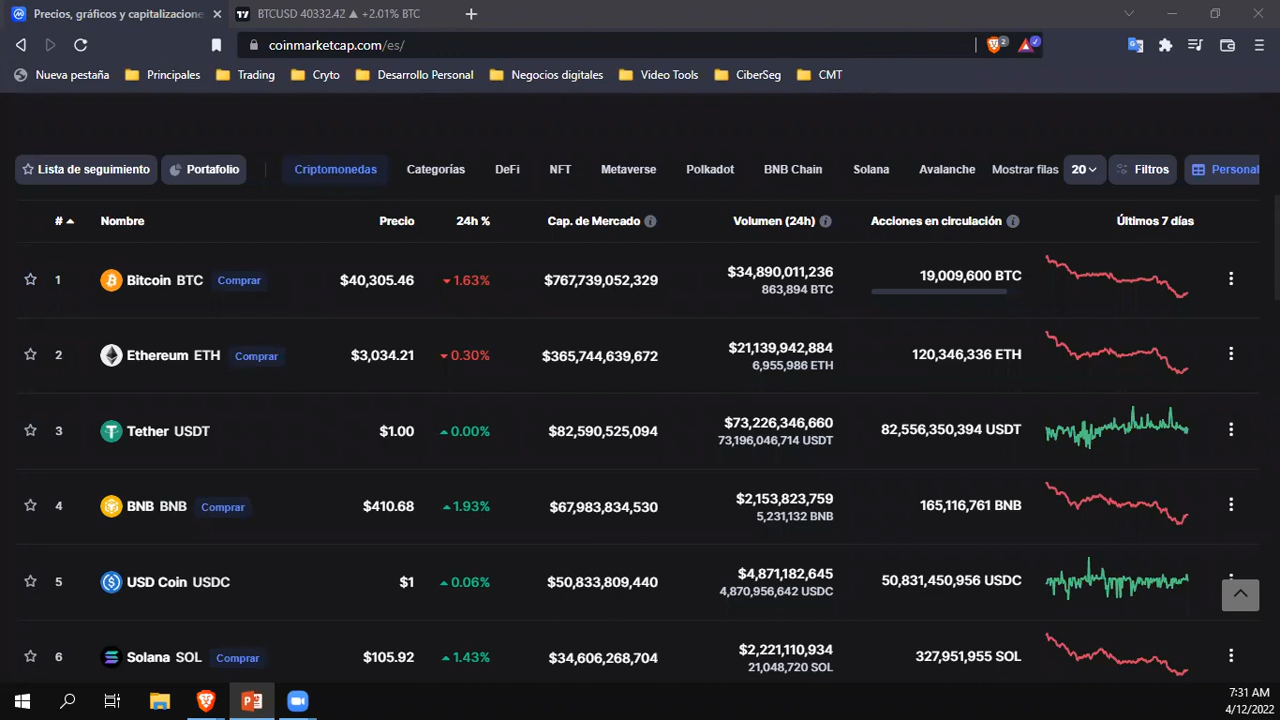 Precios, gráficos y capitalizacione
BTCUSD 40332.42 ▲ +2.01% BTC
coinmarketcap.com/es/
2
Nueva pestaña
Principales
Trading
Cryto
Desarrollo Personal
Negocios digitales
Video Tools
CiberSeg
CMT
Lista de seguimiento
Portafolio
Criptomonedas
Categorías
DeFi
NFT
Metaverse
Polkadot
BNB Chain
Solana
Avalanche
Mostrar filas
20
Filtros
Personal
# Nombre Precio 24h % Cap. de Mercado Volumen (24h) Acciones en circulación Últimos 7 días
1 Bitcoin BTC Comprar $40,305.46 1.63% $767,739,052,329 $34,890,011,236 19,009,600 BTC
863,894 BTC
2 Ethereum ETH Comprar $3,034.21 0.30% $365,744,639,672 $21,139,942,884 120,346,336 ETH
6,955,986 ETH
3 Tether USDT $1.00 0.00% $82,590,525,094 $73,226,346,660 82,556,350,394 USDT
73,196,046,714 USDT
4 BNB BNB Comprar $410.68 1.93% $67,983,834,530 $2,153,823,759 165,116,761 BNB
5,231,132 BNB
5 USD Coin USDC $1 0.06% $50,833,809,440 $4,871,182,645 50,831,450,956 USDC
4,870,956,642 USDC
6 Solana SOL Comprar $105.92 1.43% $34,606,268,704 $2,221,110,934 327,951,955 SOL
21,048,720 SOL
7:31 AM
4/12/2022